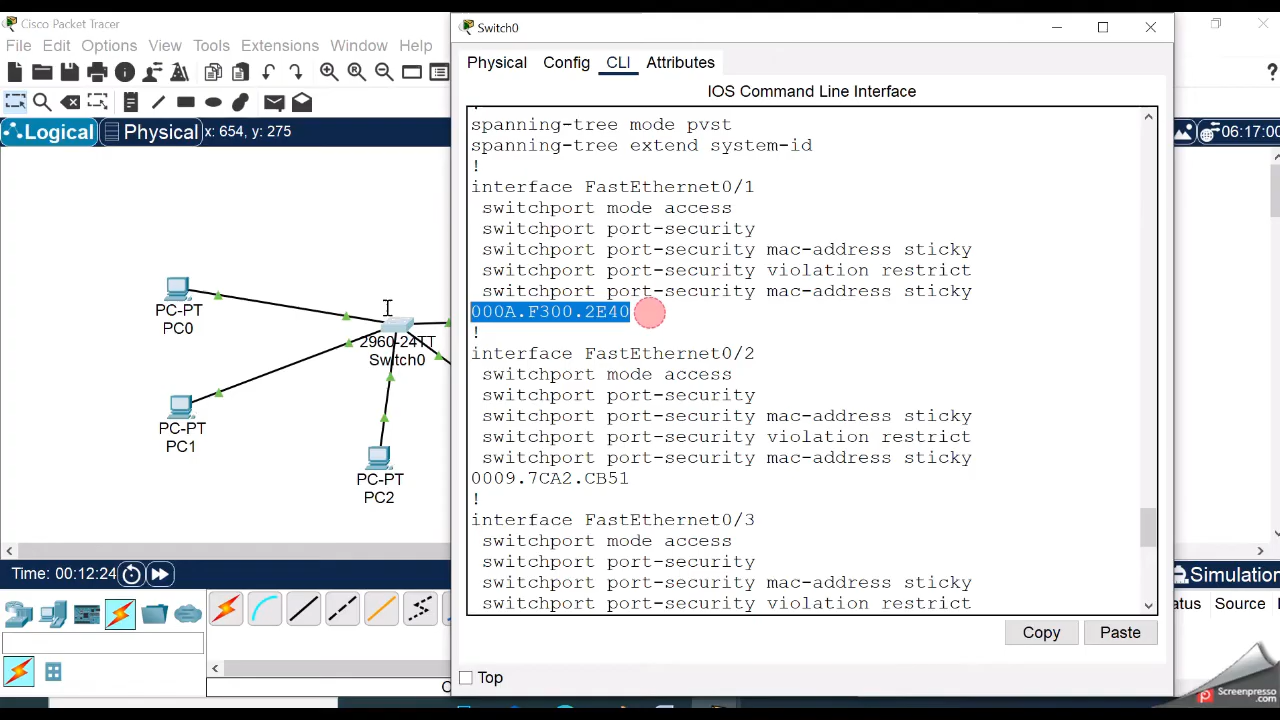 Cisco Packet Tracer
File Edit Options View Tools Extensions Window Help
?
Logical Physical x: 654, y: 275
06:17:00
PC-PT
PC0
2960-24TT
Switch0
PC-PT
PC1
PC-PT
PC2
Time: 00:12:24
Simulation
atus Source
Switch0
Physical Config CLI Attributes
IOS Command Line Interface
!
spanning-tree mode pvst
spanning-tree extend system-id
!
interface FastEthernet0/1
switchport mode access
switchport port-security
switchport port-security mac-address sticky
switchport port-security violation restrict
switchport port-security mac-address sticky
000A.F300.2E40
!
interface FastEthernet0/2
switchport mode access
switchport port-security
switchport port-security mac-address sticky
switchport port-security violation restrict
switchport port-security mac-address sticky
0009.7CA2.CB51
!
interface FastEthernet0/3
switchport mode access
switchport port-security
switchport port-security mac-address sticky
switchport port-security violation restrict
Copy Paste
Top
Screenpresso